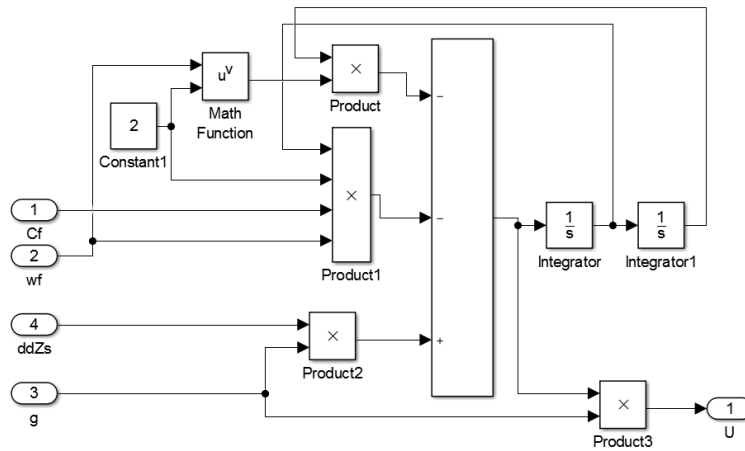 u^v
×
Product
Math
Function
2
Constant1
−
×
Product1
−
1
Cf
2
wf
1
s
Integrator
1
s
Integrator1
4
ddZs
×
Product2
+
3
g
×
Product3
1
U